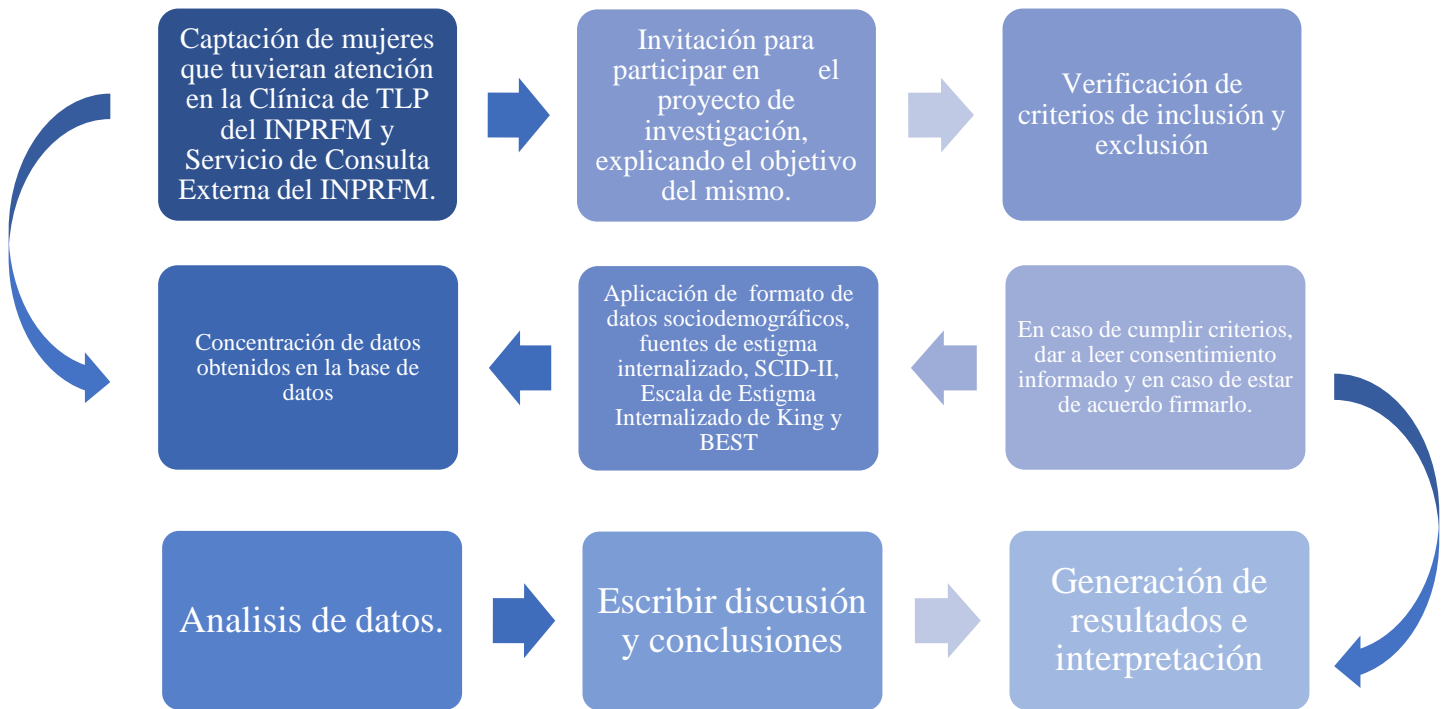 Captación de mujeres
que tuvieran atención
en la Clínica de TLP
del INPRFM y
Servicio de Consulta
Externa del INPRFM.
Invitación para
participar en el
proyecto de
investigación,
explicando el objetivo
del mismo.
Verificación de
criterios de inclusión y
exclusión
Concentración de datos
obtenidos en la base de
datos
Aplicación de formato de
datos sociodemográficos,
fuentes de estigma
internalizado, SCID-II,
Escala de Estigma
Internalizado de King y
BEST
En caso de cumplir criterios,
dar a leer consentimiento
informado y en caso de estar
de acuerdo firmarlo.
Analisis de datos.
Escribir discusión
y conclusiones
Generación de
resultados e
interpretación